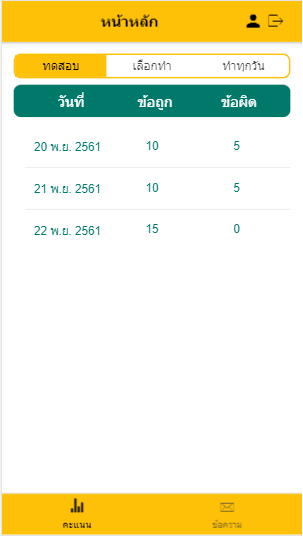 หน้าหลัก
ทดสอบ เลือกทำ ทำทุกวัน
วันที่ ข้อถูก ข้อผิด
20 พ.ย. 2561 10 5
21 พ.ย. 2561 10 5
22 พ.ย. 2561 15 0
คะแนน ข้อความ